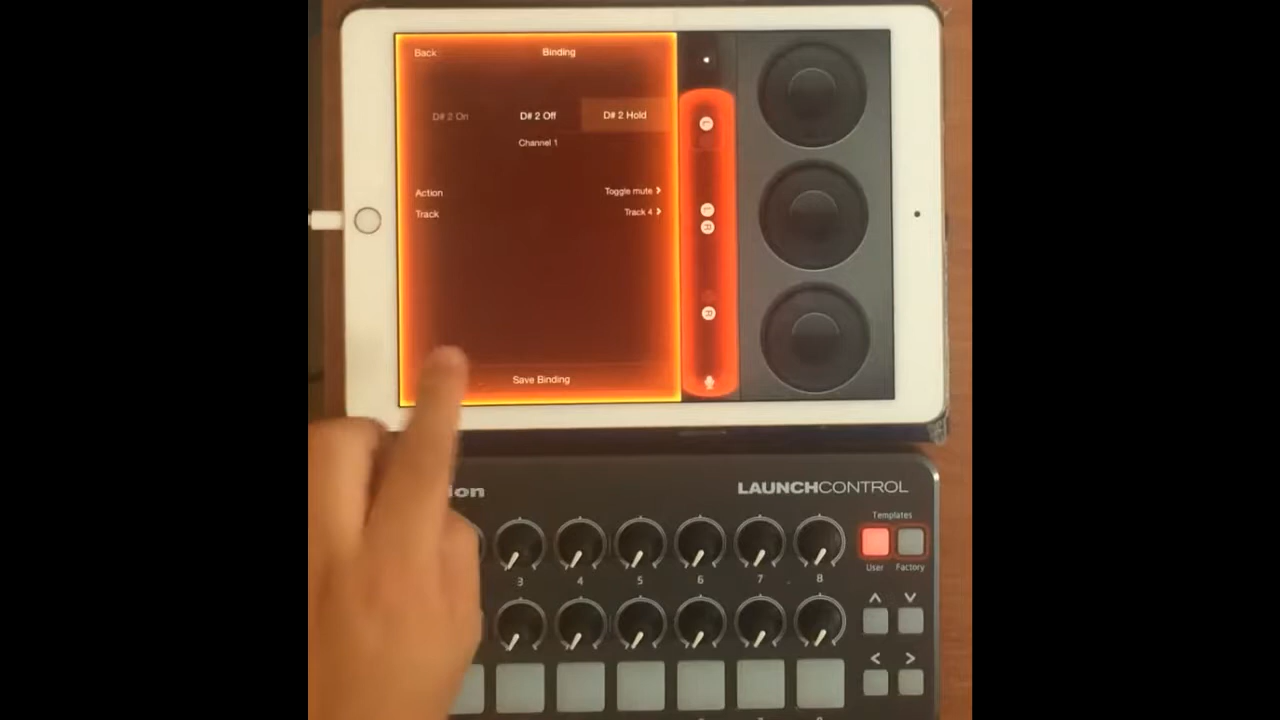 Back
Binding
D# 2 On
D# 2 Off
D# 2 Hold
Channel 1
Action
Toggle mute
Track
Track 4
Save Binding
L
L
R
R
LAUNCHCONTROL
Templates
User
Factory
3
4
5
6
7
8